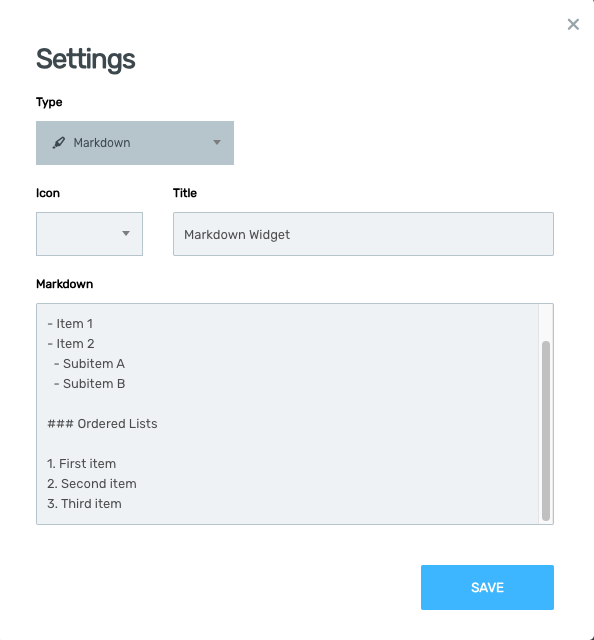 Settings
Type
Markdown
Icon Title
Markdown Widget
Markdown
- Item 1
- Item 2
  - Subitem A
  - Subitem B
### Ordered Lists
1. First item
2. Second item
3. Third item
SAVE